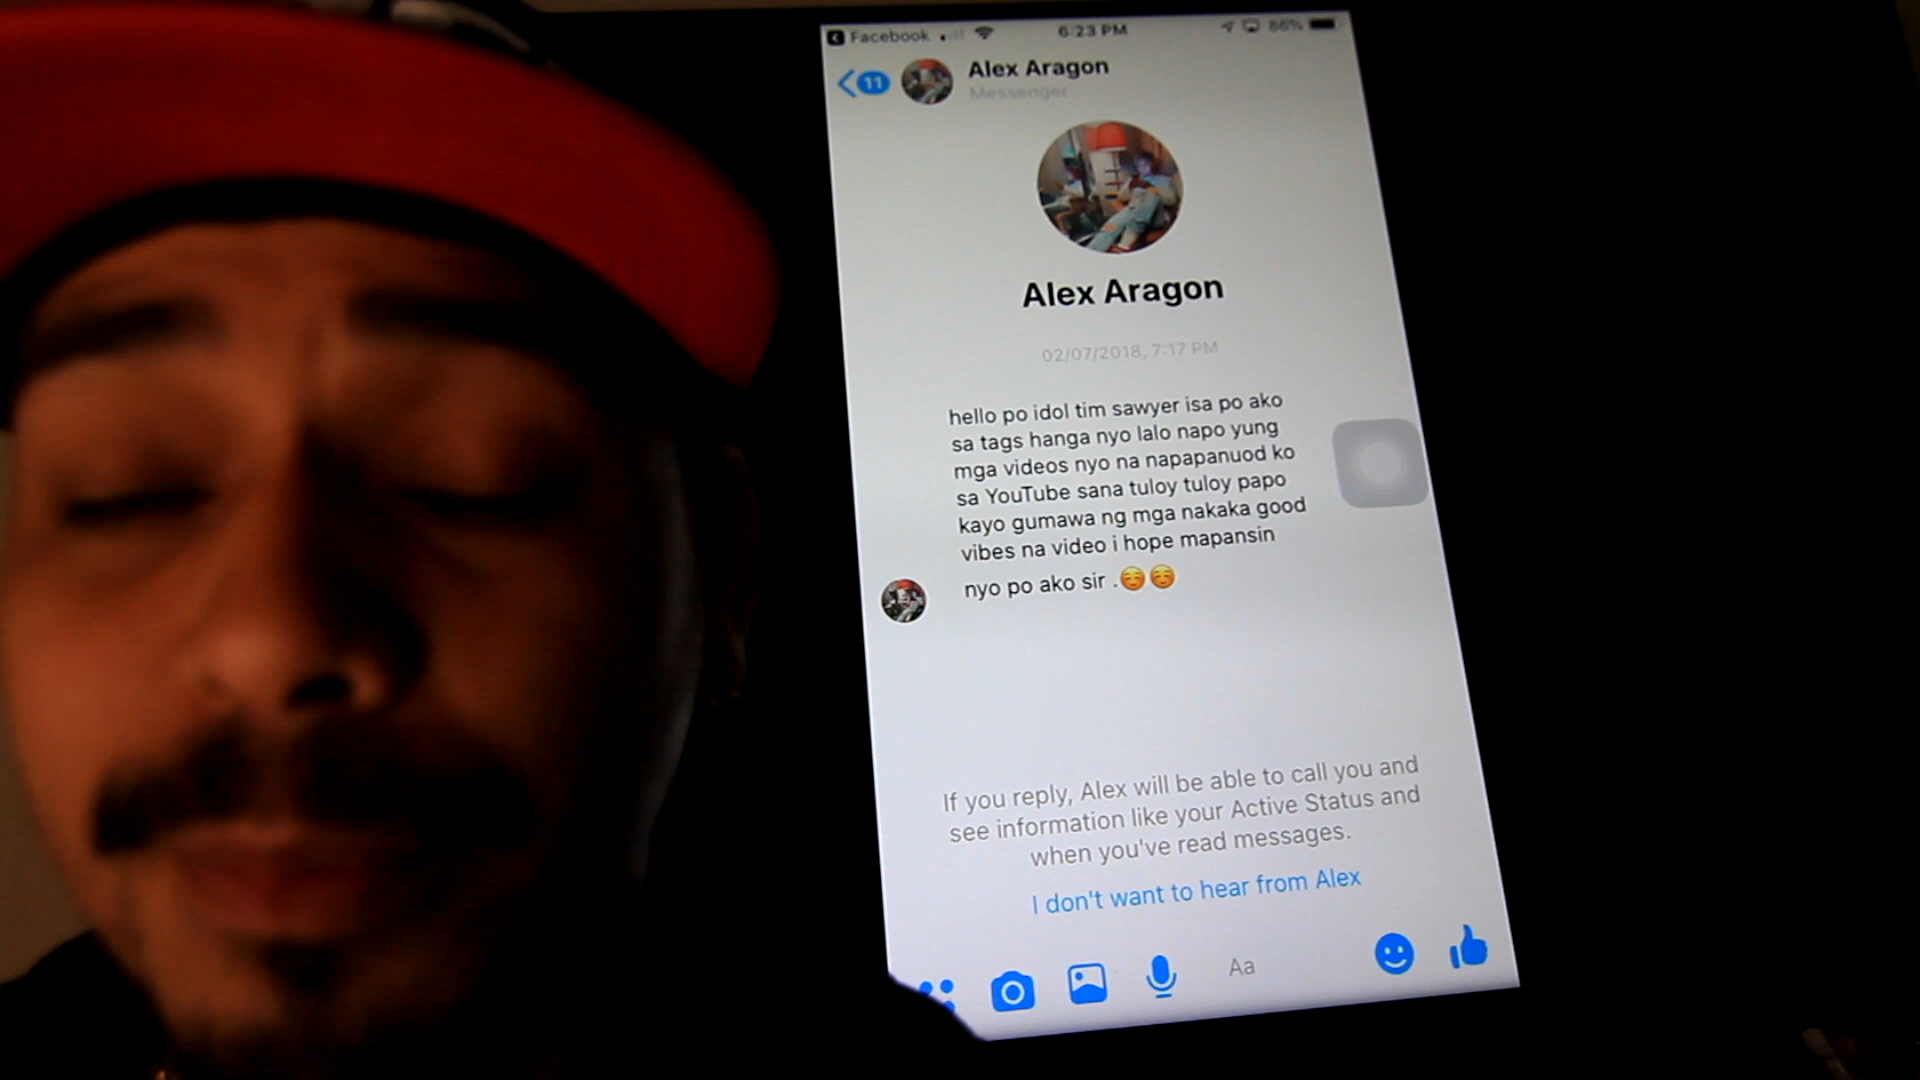 Facebook 6:23 PM 86%
11 Alex Aragon
Messenger
Alex Aragon
02/07/2018, 7:17 PM
hello po idol tim sawyer isa po ako
sa tags hanga nyo lalo napo yung
mga videos nyo na napapanuod ko
sa YouTube sana tuloy tuloy papo
kayo gumawa ng mga nakaka good
vibes na video i hope mapansin
nyo po ako sir .☺️☺️
If you reply, Alex will be able to call you and
see information like your Active Status and
when you've read messages.
I don't want to hear from Alex
Aa